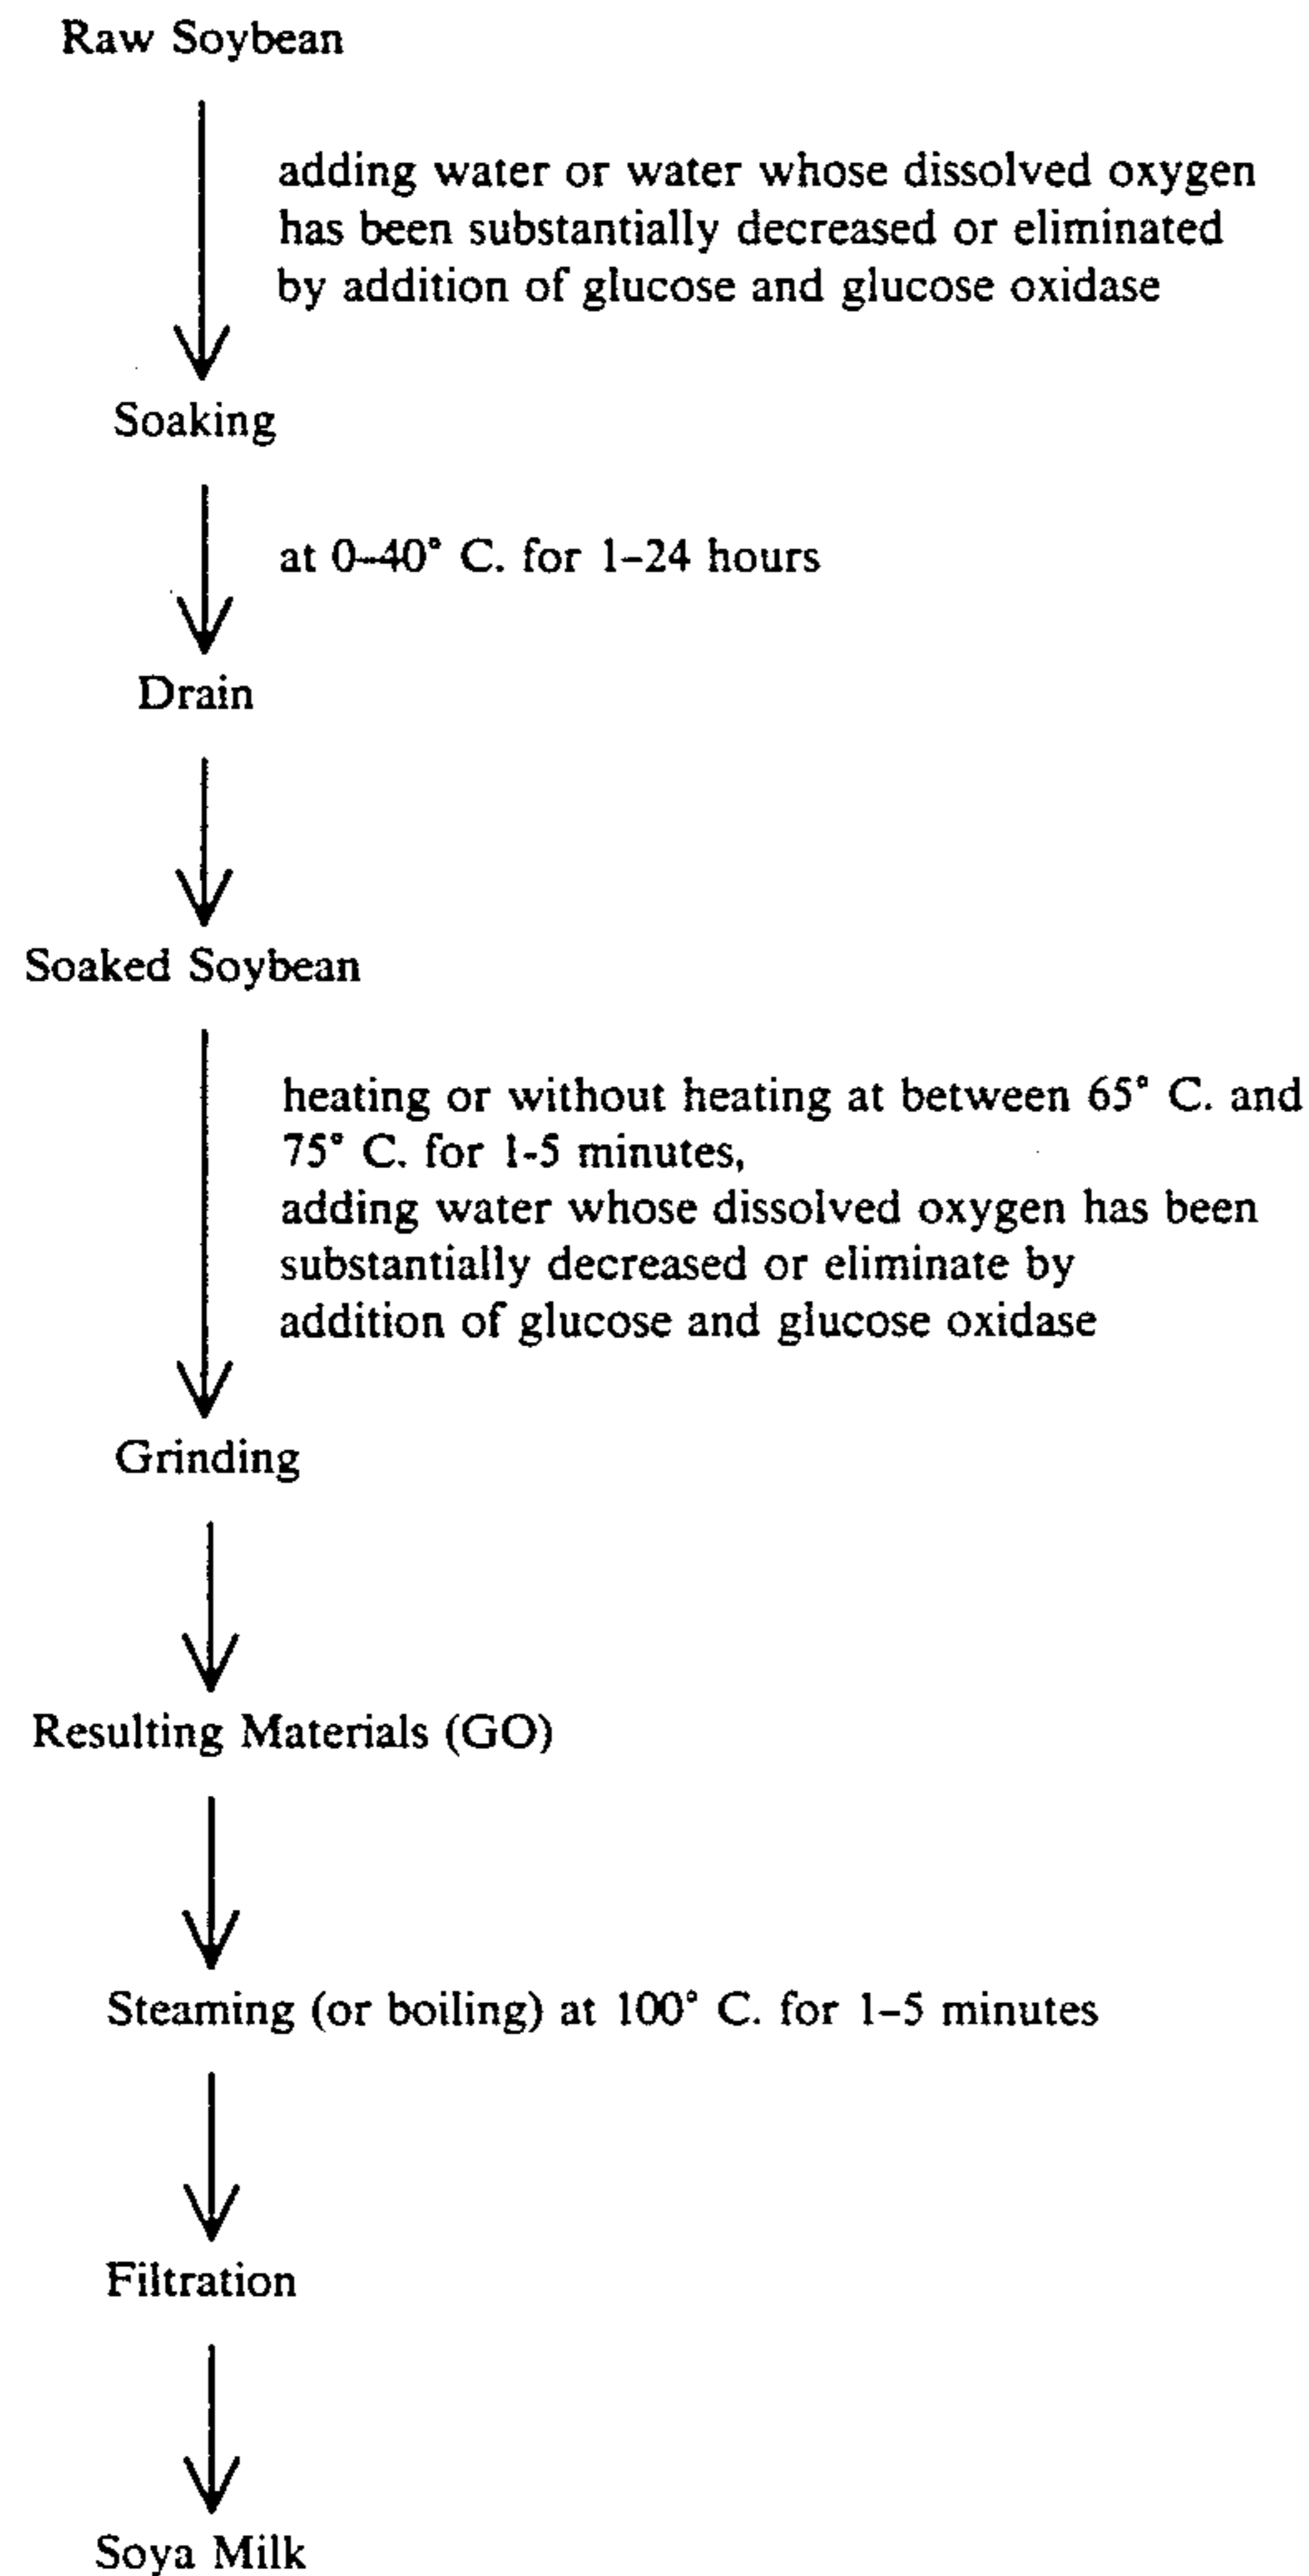 Raw Soybean
adding water or water whose dissolved oxygen
has been substantially decreased or eliminated
by addition of glucose and glucose oxidase
Soaking
at 0–40° C. for 1–24 hours
Drain
Soaked Soybean
heating or without heating at between 65° C. and
75° C. for 1-5 minutes,
adding water whose dissolved oxygen has been
substantially decreased or eliminate by
addition of glucose and glucose oxidase
Grinding
Resulting Materials (GO)
Steaming (or boiling) at 100° C. for 1–5 minutes
Filtration
Soya Milk